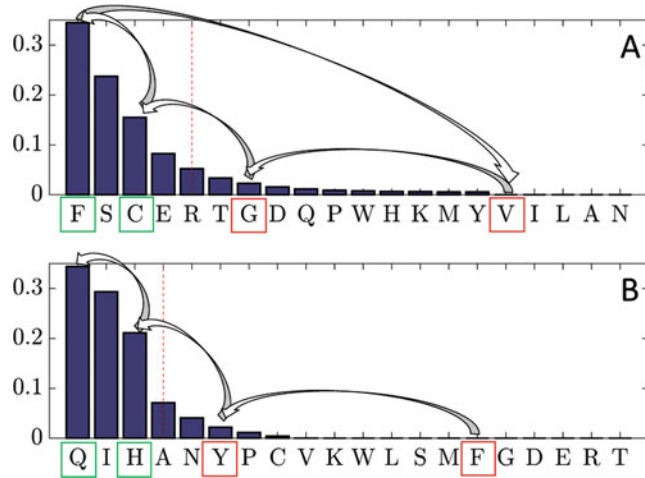 A
0.3
0.2
0.1
0
F S C E R T G D Q P W H K M Y V I L A N
B
0.3
0.2
0.1
0
Q I H A N Y P C V K W L S M F G D E R T